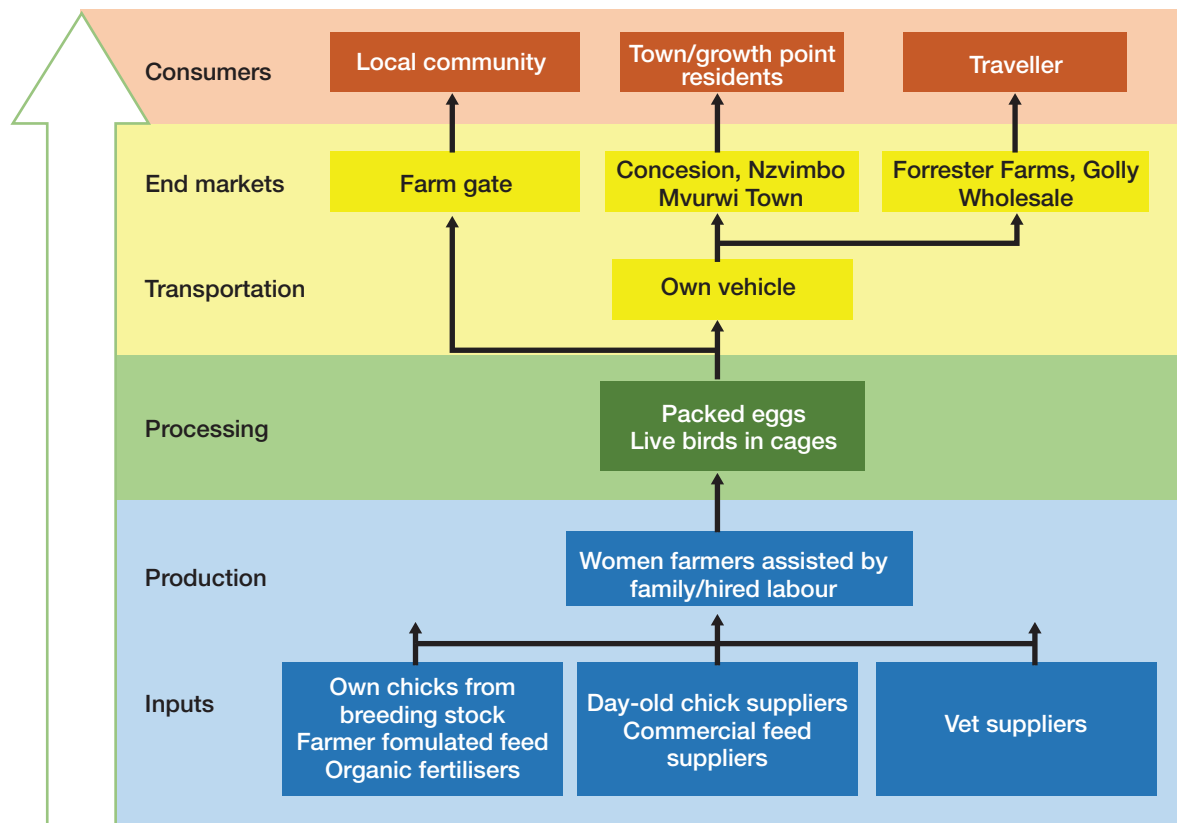 Consumers
Local community
Town/growth point
residents
Traveller
End markets
Farm gate
Concesion, Nzvimbo
Mvurwi Town
Forrester Farms, Golly
Wholesale
Transportation
Own vehicle
Processing
Packed eggs
Live birds in cages
Production
Women farmers assisted by
family/hired labour
Inputs
Own chicks from
breeding stock
Farmer fomulated feed
Organic fertilisers
Day-old chick suppliers
Commercial feed
suppliers
Vet suppliers